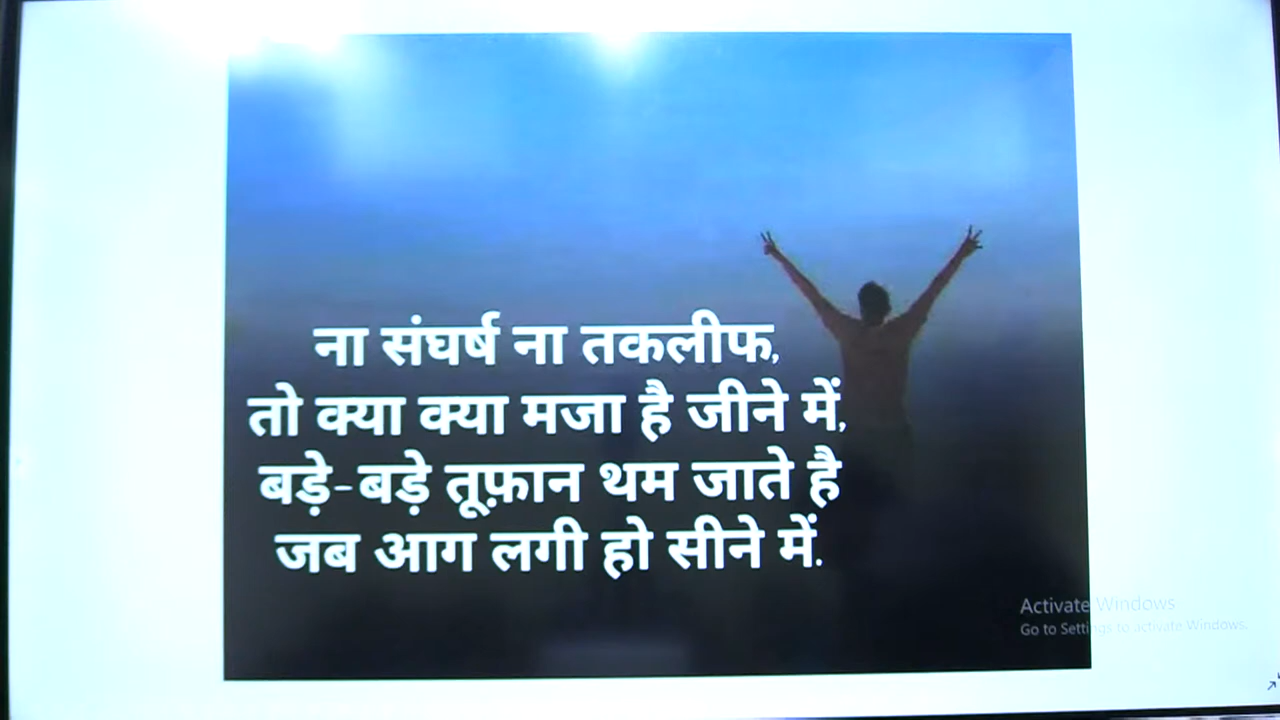 ना संघर्ष ना तकलीफ,
तो क्या क्या मजा है जीने में,
बड़े-बड़े तूफ़ान थम जाते है
जब आग लगी हो सीने में.
Activate Windows
Go to Settings to activate Windows.